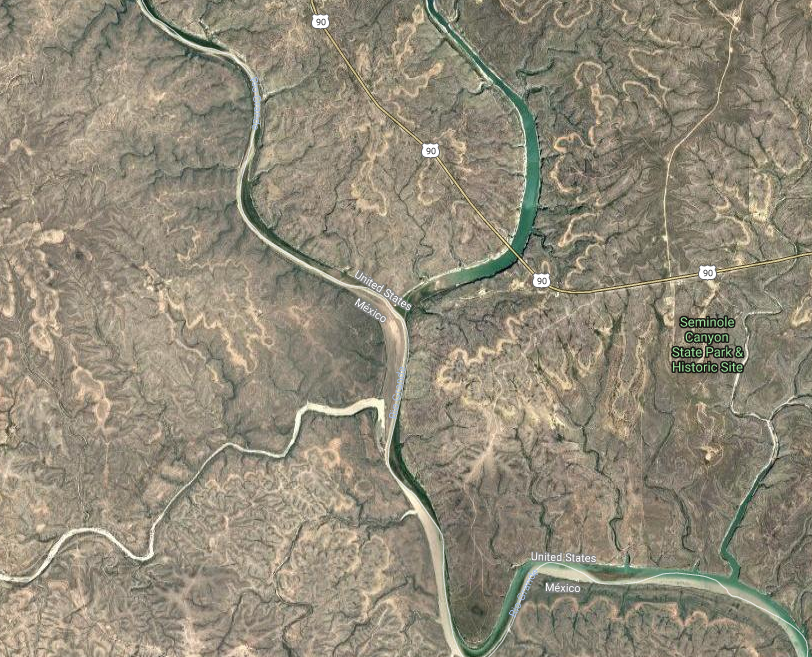 90
90
United States
México
90
90
Seminole
Canyon
State Park &
Historic Site
United States
México